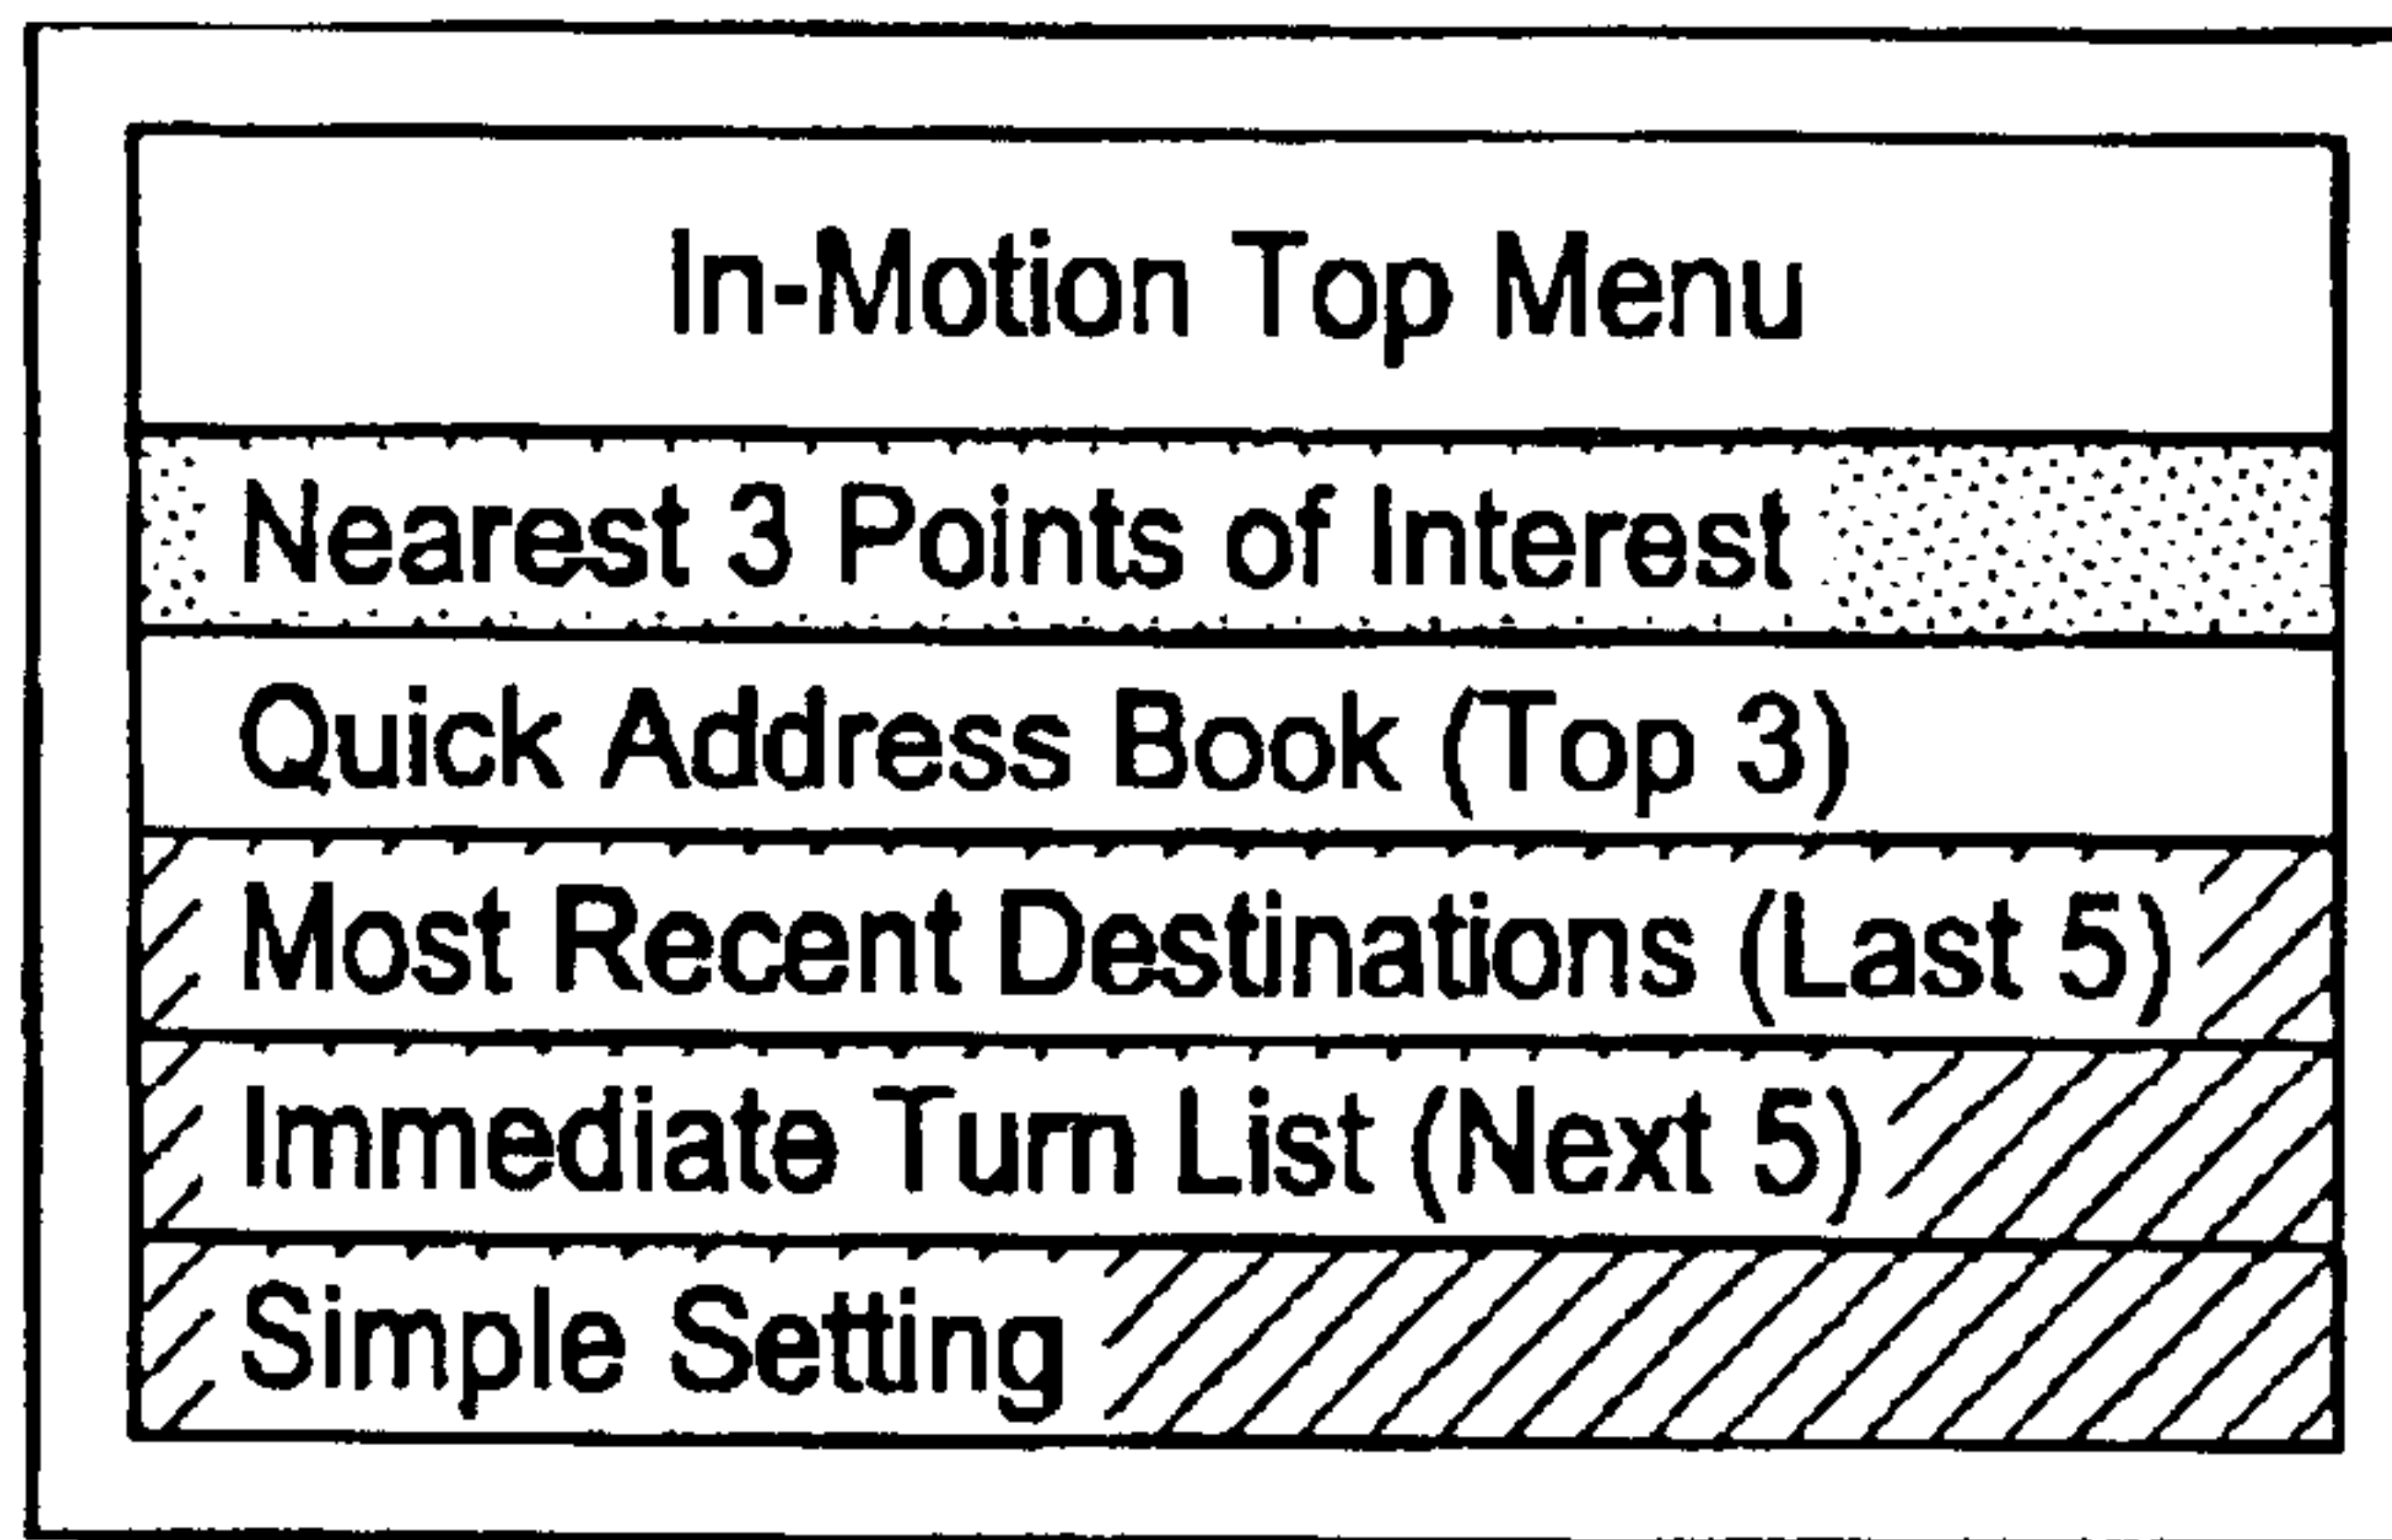 In-Motion Top Menu
Nearest 3 Points of Interest
Quick Address Book (Top 3)
Most Recent Destinations (Last 5)
Immediate Turn List (Next 5)
Simple Setting